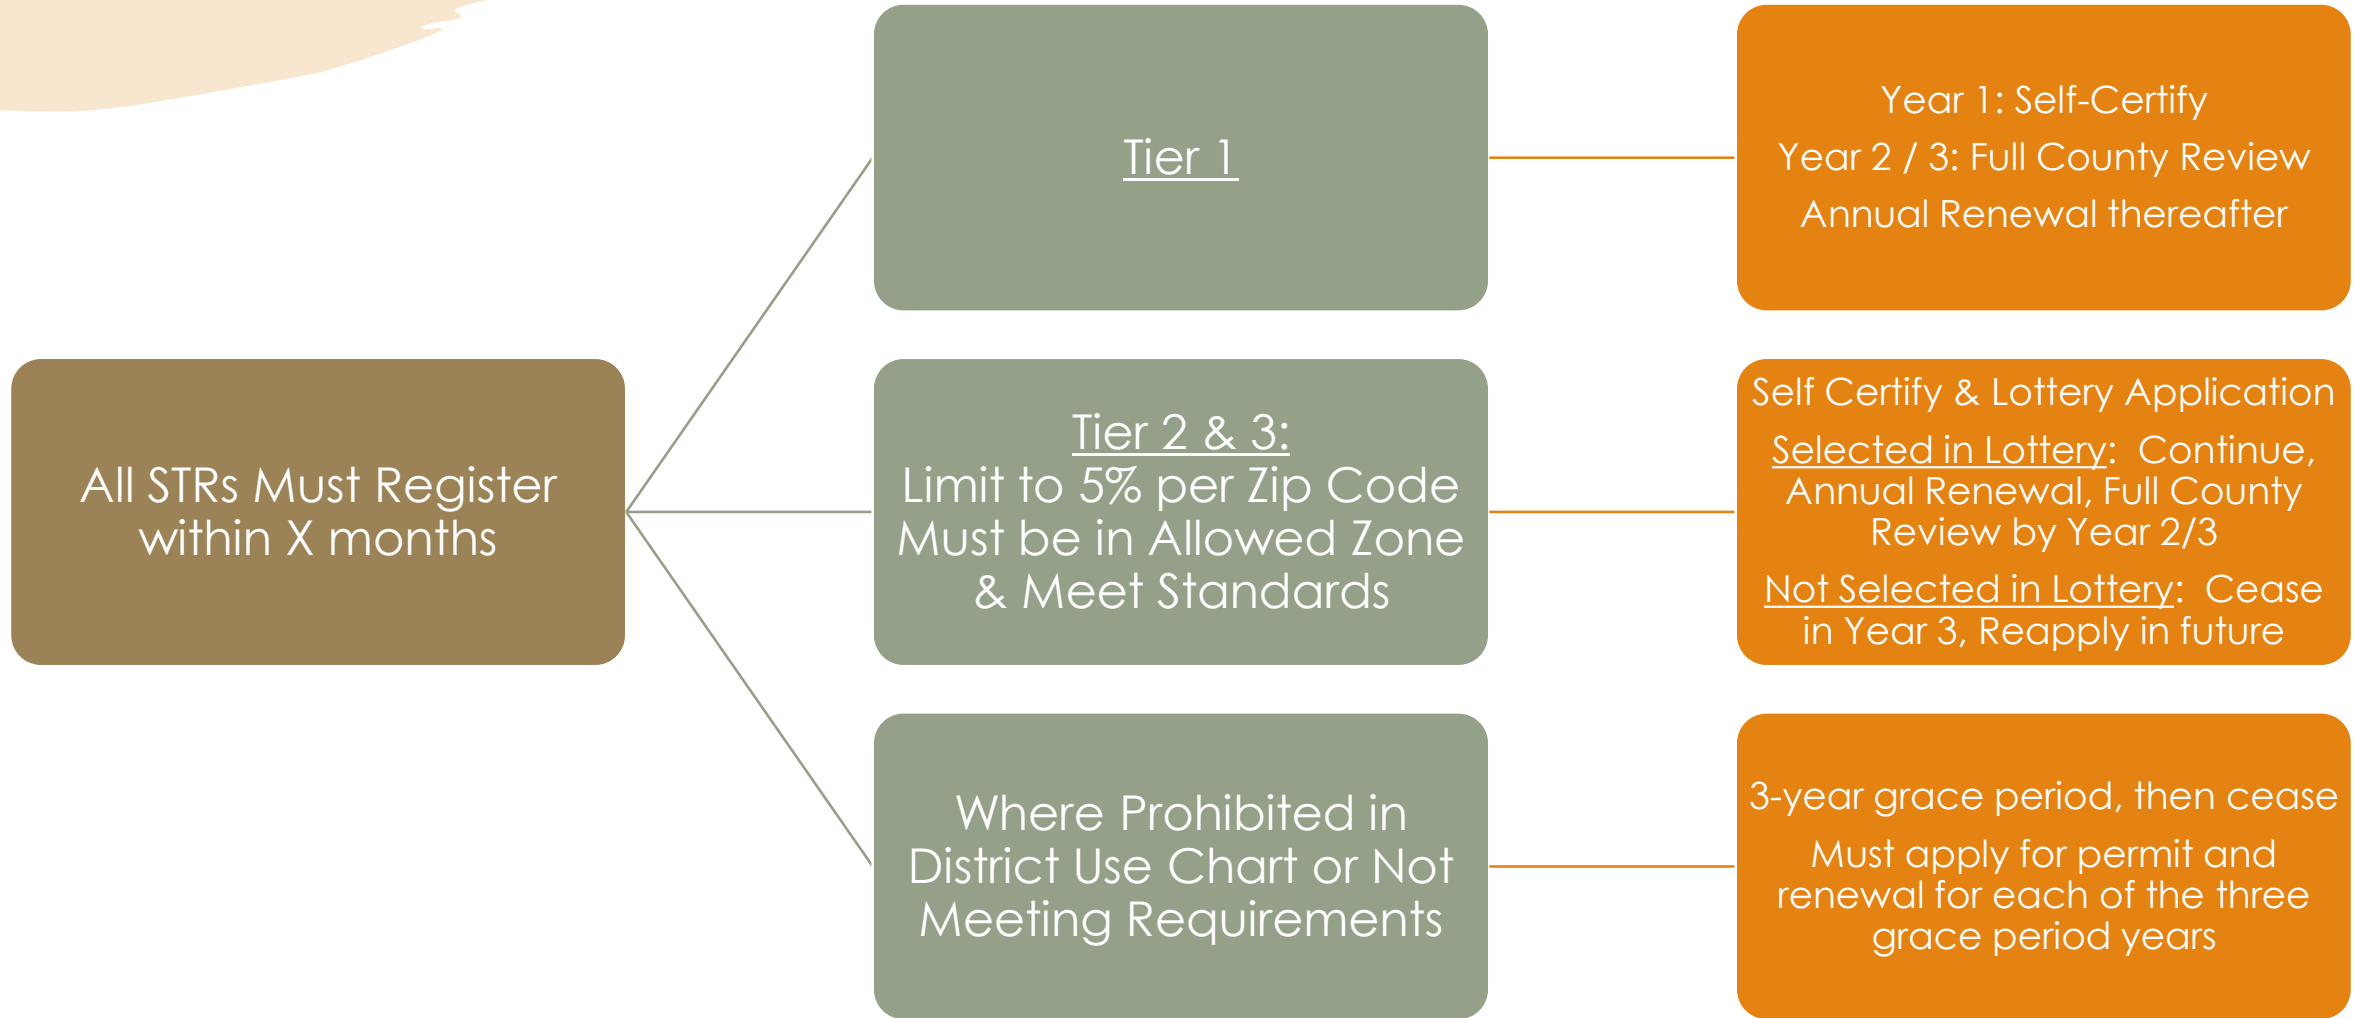 All STRs Must Register
within X months
Tier 1
Year 1: Self-Certify
Year 2 / 3: Full County Review
Annual Renewal thereafter
Tier 2 & 3:
Limit to 5% per Zip Code
Must be in Allowed Zone
& Meet Standards
Self Certify & Lottery Application
Selected in Lottery:  Continue,
Annual Renewal, Full County
Review by Year 2/3
Not Selected in Lottery:  Cease
in Year 3, Reapply in future
Where Prohibited in
District Use Chart or Not
Meeting Requirements
3-year grace period, then cease
Must apply for permit and
renewal for each of the three
grace period years